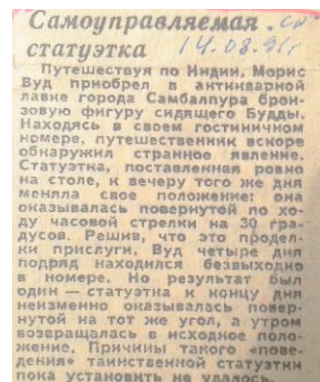 Самоуправляемая
статуэтка 14.08.91г
Путешествуя по Индии, Морис
Вуд приобрел в антикварной
лавке города Самбалпура брон-
зовую фигуру сидящего Будды.
Находясь в своем гостиничном
номере, путешественник вскоре
обнаружил странное явление.
Статуэтка, поставленная ровно
на столе, к вечеру того же дня
меняла свое положение: она
оказывалась повернутой по хо-
ду часовой стрелки на 30 гра-
дусов. Решив, что это продел-
ки прислуги, Вуд четыре дня
подряд находился безвыходно
в номере. Но результат был
один — статуэтка к концу дня
неизменно оказывалась повер-
нутой на тот же угол, а утром
возвращалась в исходное поло-
жение. Причины такого «пове-
дения» таинственной статуэтки
пока установить не удалось.